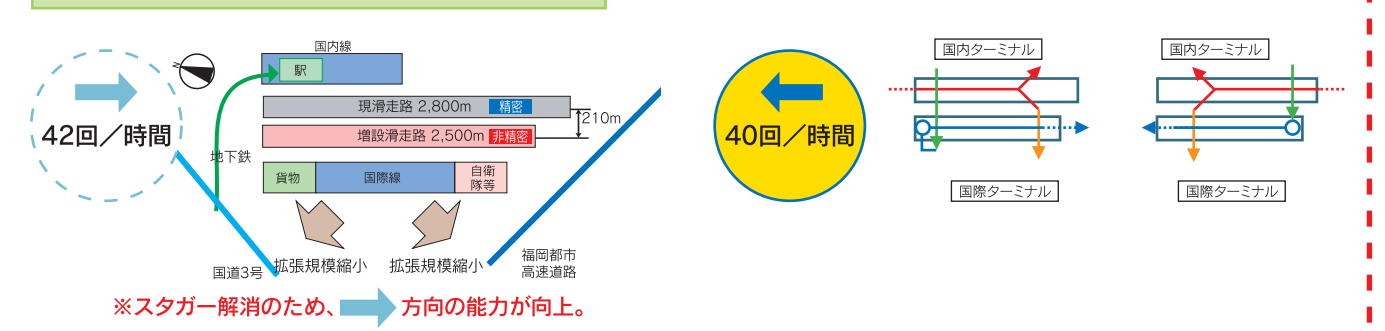 国内線
N
駅
42回／時間
現滑走路 2,800m 精密
210m
増設滑走路 2,500m 非精密
地下鉄
貨物
国際線
自衛
隊等
国道3号
拡張規模縮小
拡張規模縮小
福岡都市
高速道路
※スタガー解消のため、 方向の能力が向上。
40回／時間
国内ターミナル
国際ターミナル
国内ターミナル
国際ターミナル